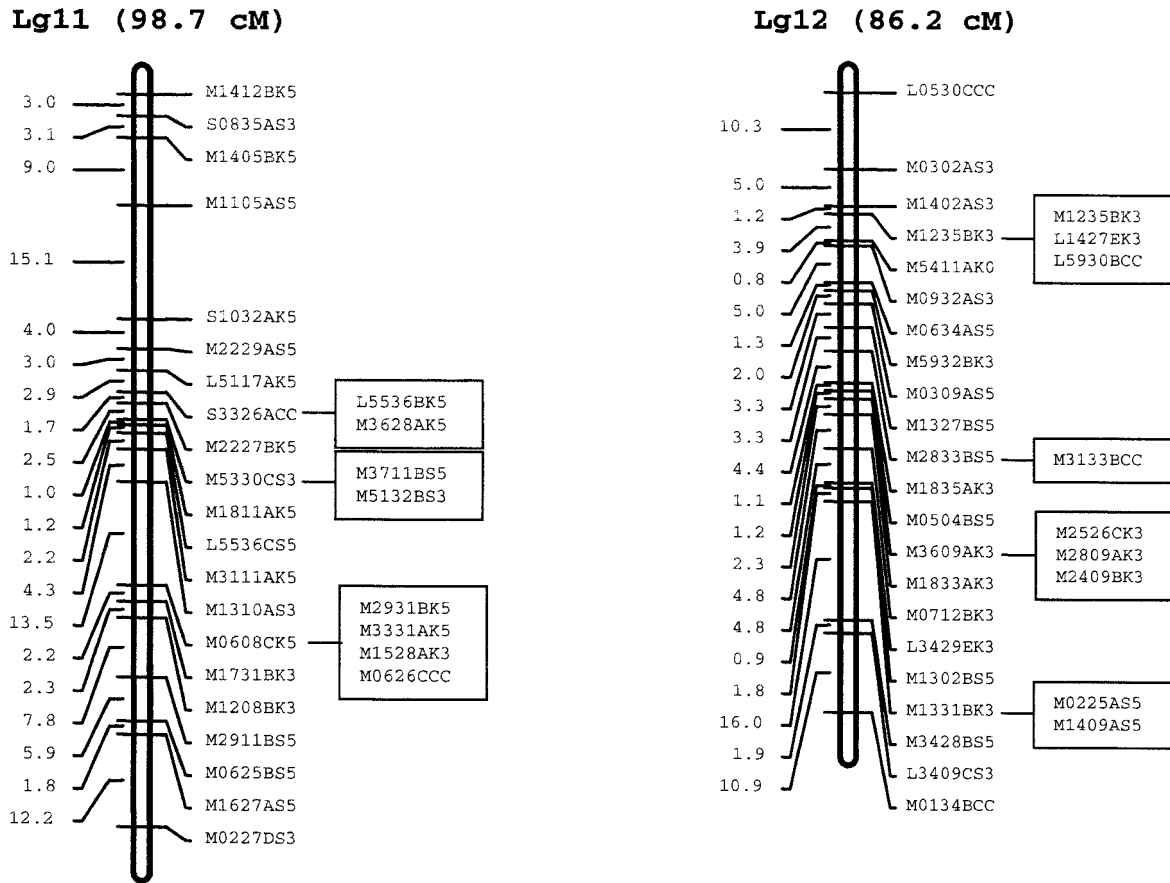 Lg11 (98.7 cM)
3.0
3.1
9.0
15.1
4.0
3.0
2.9
1.7
2.5
1.0
1.2
2.2
4.3
13.5
2.2
2.3
7.8
5.9
1.8
12.2
M1412BK5
S0835AS3
M1405BK5
M1105AS5
S1032AK5
M2229AS5
L5117AK5
S3326ACC
M2227BK5
M5330CS3
M1811AK5
L5536CS5
M3111AK5
M1310AS3
M0608CK5
M1731BK3
M1208BK3
M2911BS5
M0625BS5
M1627AS5
M0227DS3
L5536BK5
M3628AK5
M3711BS5
M5132BS3
M2931BK5
M3331AK5
M1528AK3
M0626CCC
Lg12 (86.2 cM)
10.3
5.0
1.2
3.9
0.8
5.0
1.3
2.0
3.3
3.3
4.4
1.1
1.2
2.3
4.8
4.8
0.9
1.8
16.0
1.9
10.9
L0530CCC
M0302AS3
M1402AS3
M1235BK3
M5411AK0
M0932AS3
M0634AS5
M5932BK3
M0309AS5
M1327BS5
M2833BS5
M1835AK3
M0504BS5
M3609AK3
M1833AK3
M0712BK3
L3429EK3
M1302BS5
M1331BK3
M3428BS5
L3409CS3
M0134BCC
M1235BK3
L1427EK3
L5930BCC
M3133BCC
M2526CK3
M2809AK3
M2409BK3
M0225AS5
M1409AS5